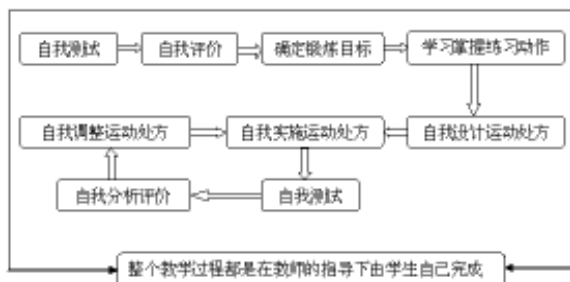 自我测试
自我评价
确定锻炼目标
学习掌握练习动作
自我调整运动处方
自我实施运动处方
自我设计运动处方
自我分析评价
自我测试
整个教学过程都是在教师的指导下由学生自己完成